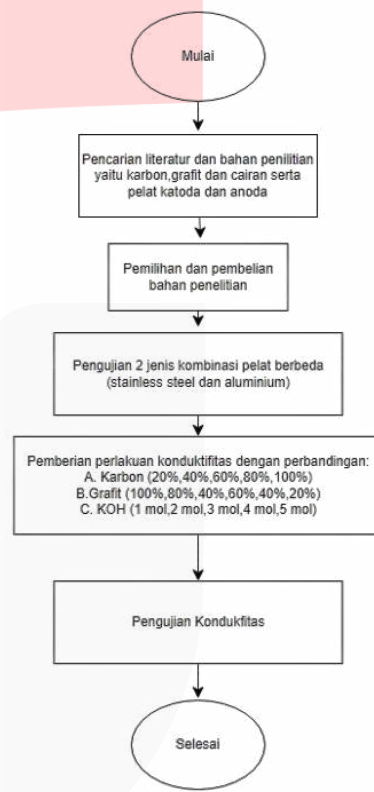 Mulai
Pencarian literatur dan bahan penilitian
yaitu karbon,grafit dan cairan serta
pelat katoda dan anoda
Pemilihan dan pembelian
bahan penelitian
Pengujian 2 jenis kombinasi pelat berbeda
(stainless steel dan aluminium)
Pemberian perlakuan konduktifitas dengan perbandingan:
A. Karbon (20%,40%,60%,80%,100%)
B.Grafit (100%,80%,40%,60%,40%,20%)
C. KOH (1 mol,2 mol,3 mol,4 mol,5 mol)
Pengujian Kondukfitas
Selesai